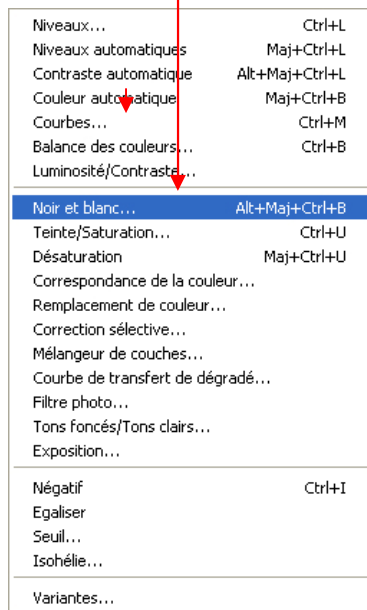 Niveaux... Ctrl+L
Niveaux automatiques Maj+Ctrl+L
Contraste automatique Alt+Maj+Ctrl+L
Couleur automatique Maj+Ctrl+B
Courbes... Ctrl+M
Balance des couleurs... Ctrl+B
Luminosité/Contraste...
Noir et blanc... Alt+Maj+Ctrl+B
Teinte/Saturation... Ctrl+U
Désaturation Maj+Ctrl+U
Correspondance de la couleur...
Remplacement de couleur...
Correction sélective...
Mélangeur de couches...
Courbe de transfert de dégradé...
Filtre photo...
Tons foncés/Tons clairs...
Exposition...
Négatif Ctrl+I
Egaliser
Seuil...
Isohélie...
Variantes...